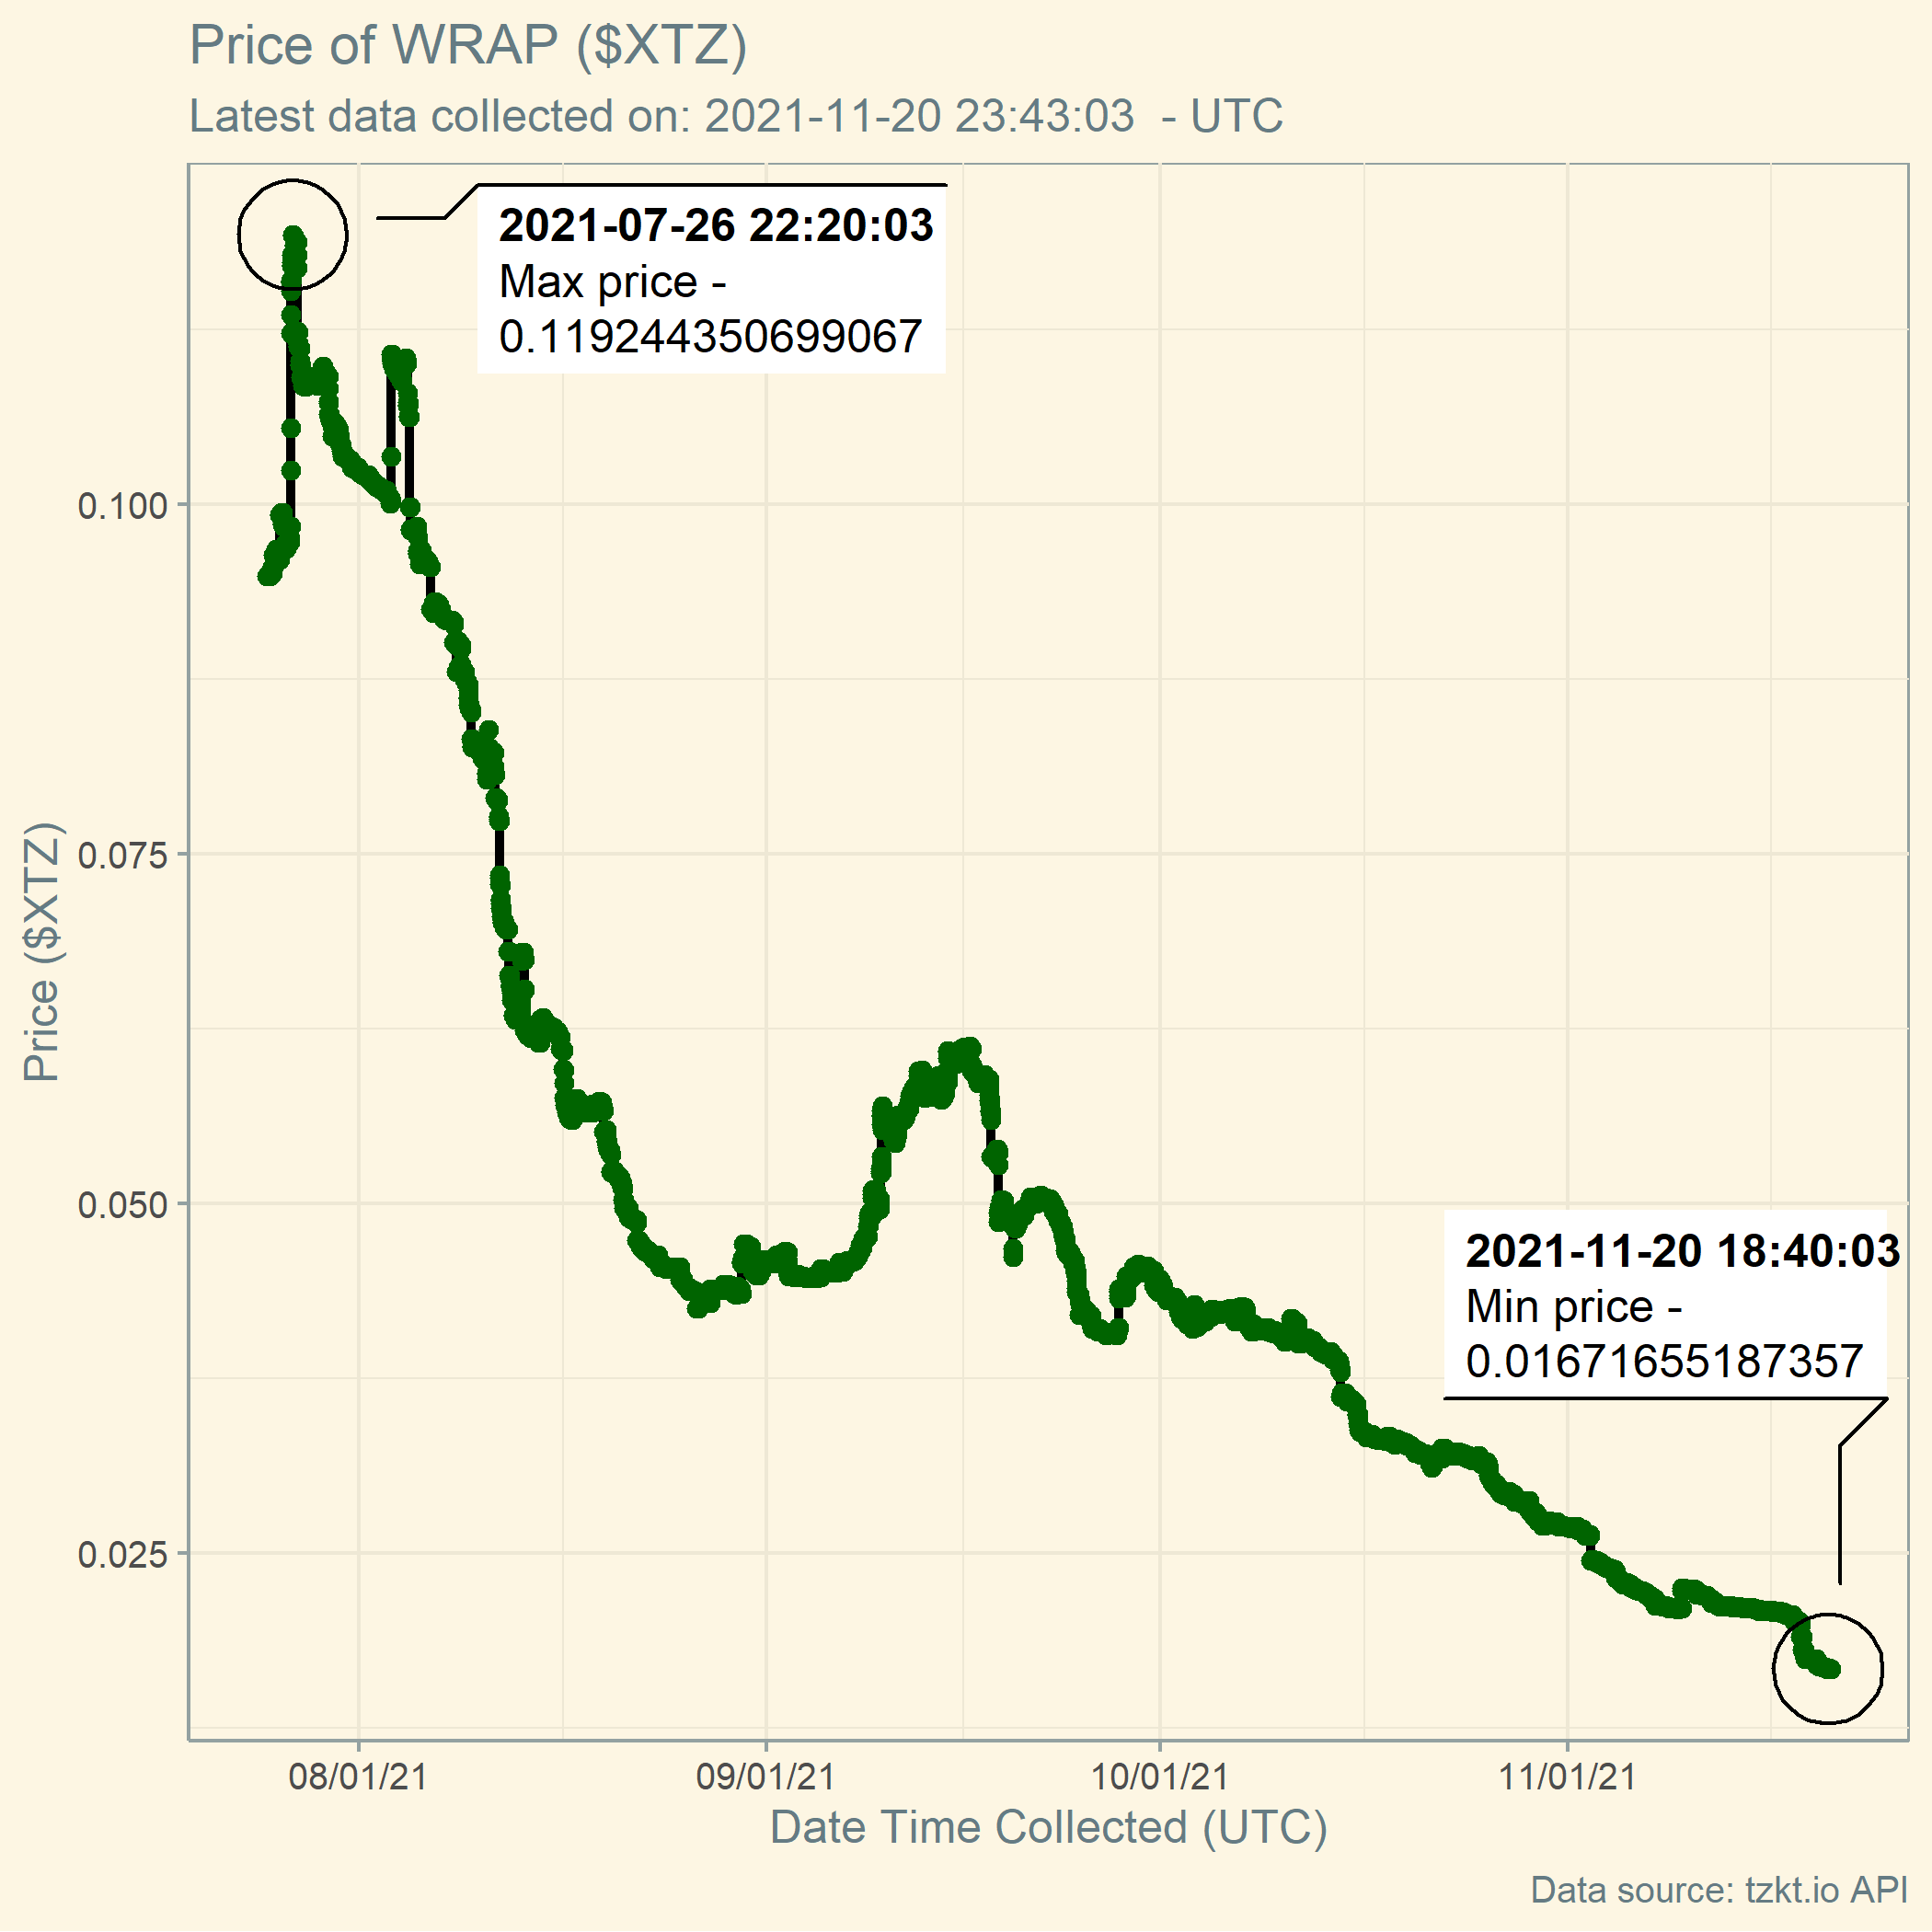 Price of WRAP ($XTZ)
Latest data collected on: 2021-11-20 23:43:03  - UTC
2021-07-26 22:20:03
Max price -
0.119244350699067
0.100
0.075
0.050
0.025
Price ($XTZ)
2021-11-20 18:40:03
Min price -
0.01671655187357
08/01/21
09/01/21
10/01/21
11/01/21
Date Time Collected (UTC)
Data source: tzkt.io API